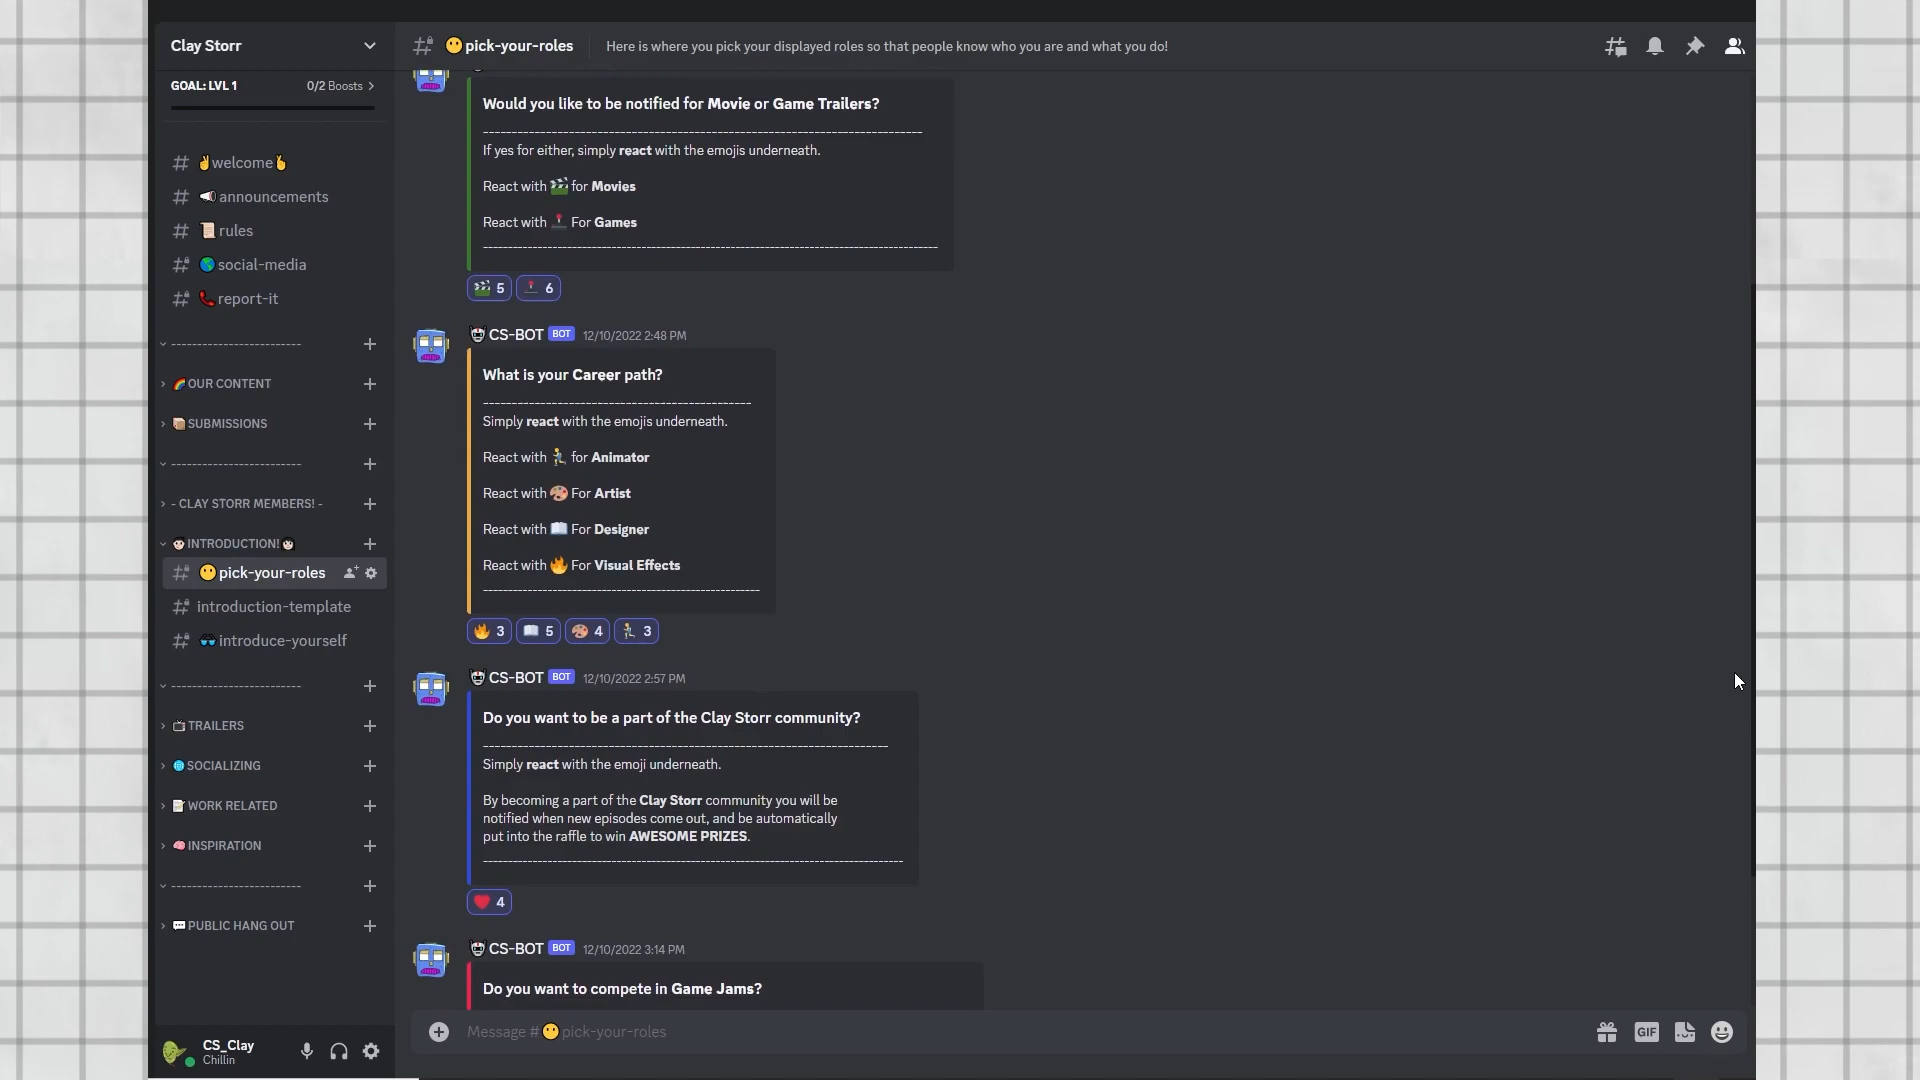 Clay Storr
GOAL: LVL 1
0/2 Boosts
welcome
announcements
rules
social-media
report-it
-------------------------
OUR CONTENT
SUBMISSIONS
-------------------------
- CLAY STORR MEMBERS! -
INTRODUCTION!
pick-your-roles
introduction-template
introduce-yourself
-------------------------
TRAILERS
SOCIALIZING
WORK RELATED
INSPIRATION
-------------------------
PUBLIC HANG OUT
CS_Clay
Chillin
pick-your-roles
Here is where you pick your displayed roles so that people know who you are and what you do!
Would you like to be notified for Movie or Game Trailers?
If yes for either, simply react with the emojis underneath.
React with 🎬 for Movies
React with 🕹️ For Games
5 6
CS-BOT BOT 12/10/2022 2:48 PM
What is your Career path?
Simply react with the emojis underneath.
React with for Animator
React with 🎨 For Artist
React with 📖 For Designer
React with 🔥 For Visual Effects
3 5 4 3
CS-BOT BOT 12/10/2022 2:57 PM
Do you want to be a part of the Clay Storr community?
Simply react with the emoji underneath.
By becoming a part of the Clay Storr community you will be
notified when new episodes come out, and be automatically
put into the raffle to win AWESOME PRIZES.
4
CS-BOT BOT 12/10/2022 3:14 PM
Do you want to compete in Game Jams?
Message #pick-your-roles
GIF